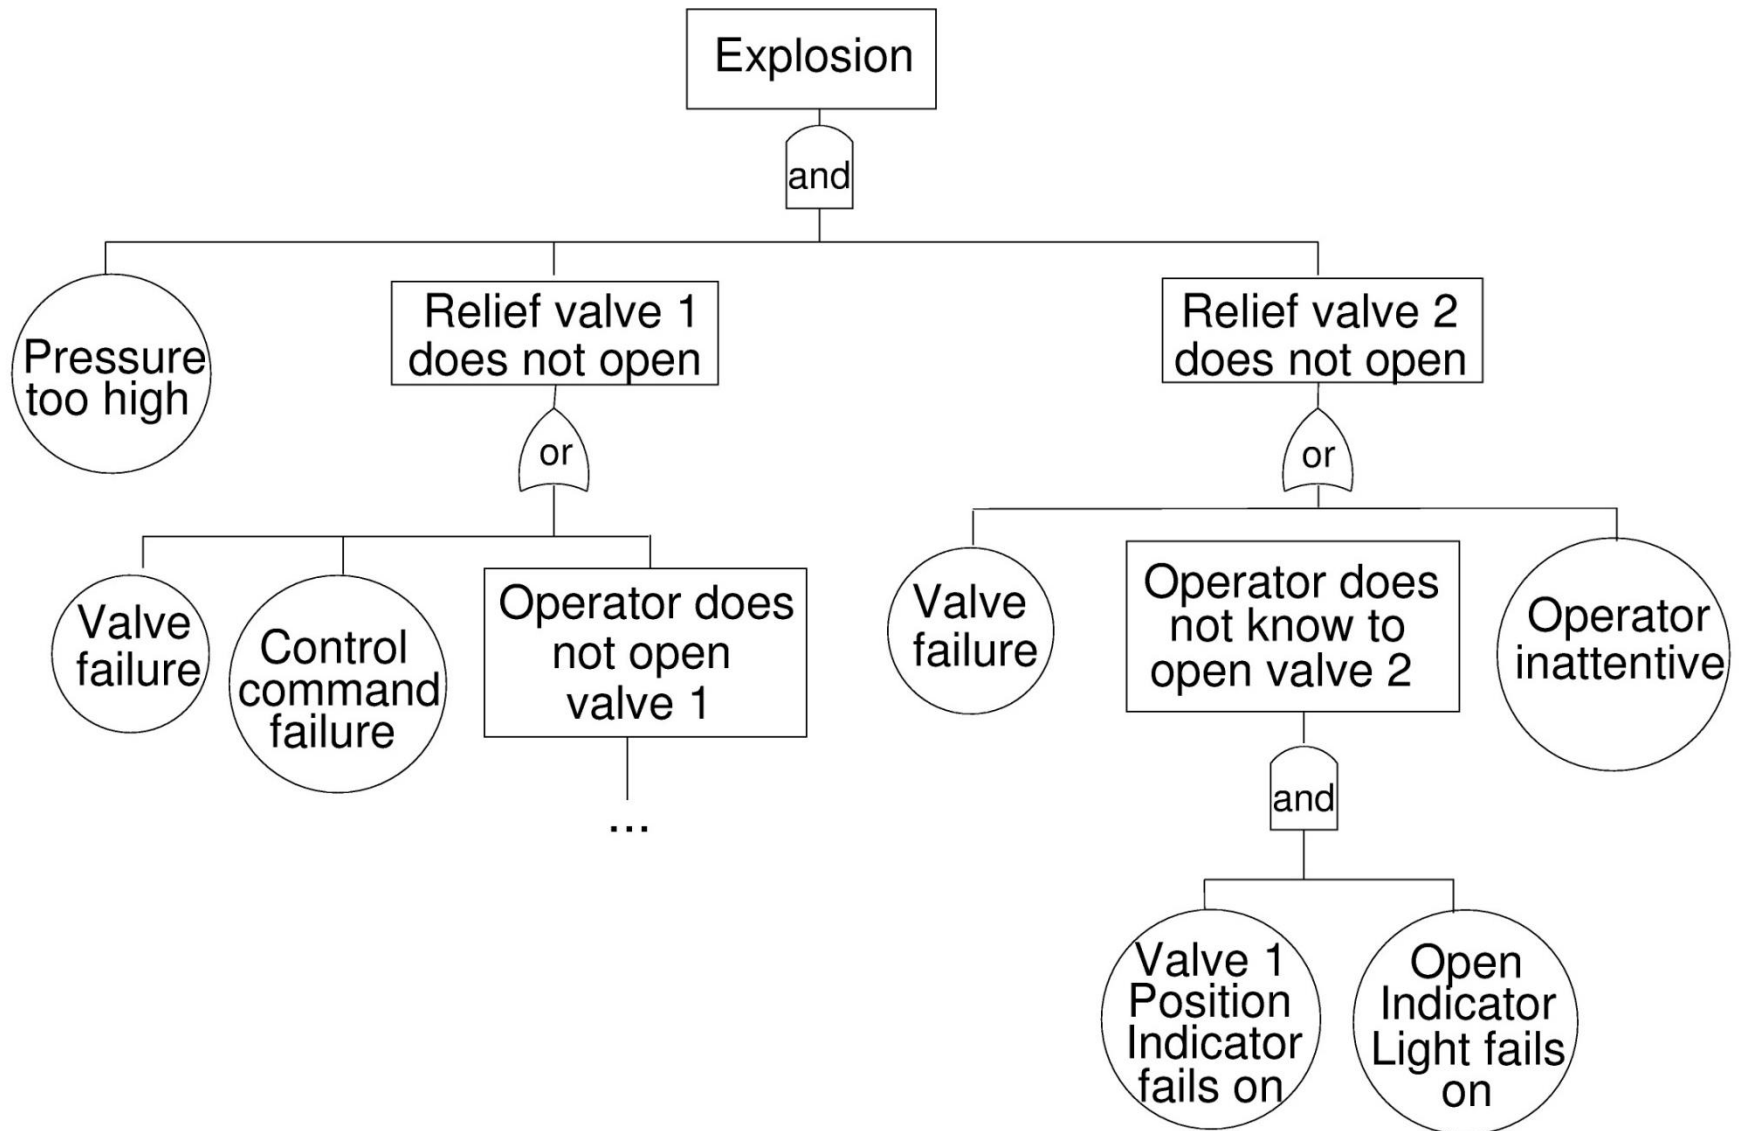 Explosion
and
Pressure
too high
Relief valve 1
does not open
Relief valve 2
does not open
or
or
Valve
failure
Control
command
failure
Operator does
not open
valve 1
...
Valve
failure
Operator does
not know to
open valve 2
Operator
inattentive
and
Valve 1
Position
Indicator
fails on
Open
Indicator
Light fails
on